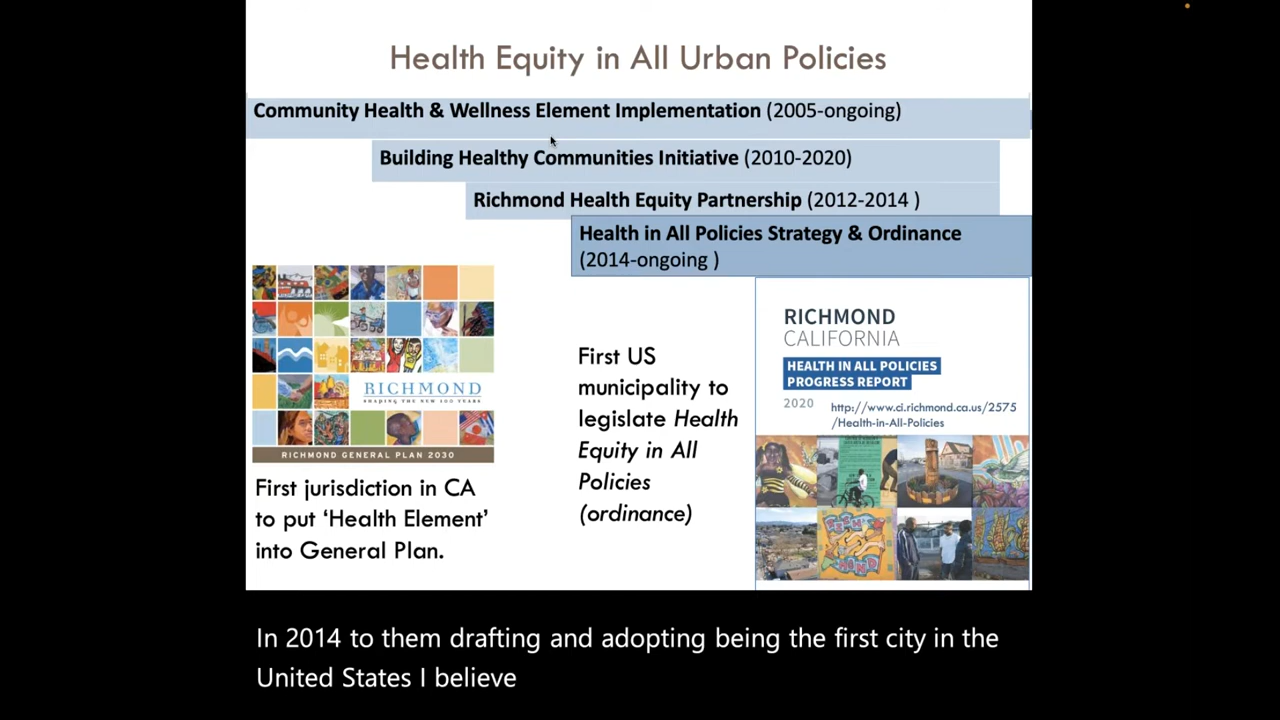 Health Equity in All Urban Policies
Community Health & Wellness Element Implementation (2005-ongoing)
Building Healthy Communities Initiative (2010-2020)
Richmond Health Equity Partnership (2012-2014 )
Health in All Policies Strategy & Ordinance
(2014-ongoing )
RICHMOND
SHAPING THE NEW 100 YEARS
RICHMOND GENERAL PLAN 2030
First jurisdiction in CA
to put ‘Health Element’
into General Plan.
First US
municipality to
legislate Health
Equity in All
Policies
(ordinance)
RICHMOND
CALIFORNIA
HEALTH IN ALL POLICIES
PROGRESS REPORT
2020
http://www.ci.richmond.ca.us/2575
/Health-in-All-Policies
In 2014 to them drafting and adopting being the first city in the
United States I believe